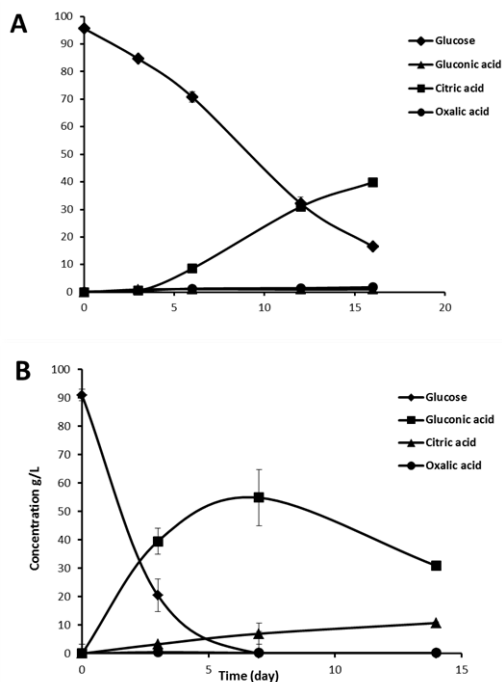 A
100
90
80
70
60
50
40
30
20
10
0
0
5
10
15
20
Glucose
Gluconic acid
Citric acid
Oxalic acid
B
Concentration g/L
100
90
80
70
60
50
40
30
20
10
0
0
5
10
15
Time (day)
Glucose
Gluconic acid
Citric acid
Oxalic acid